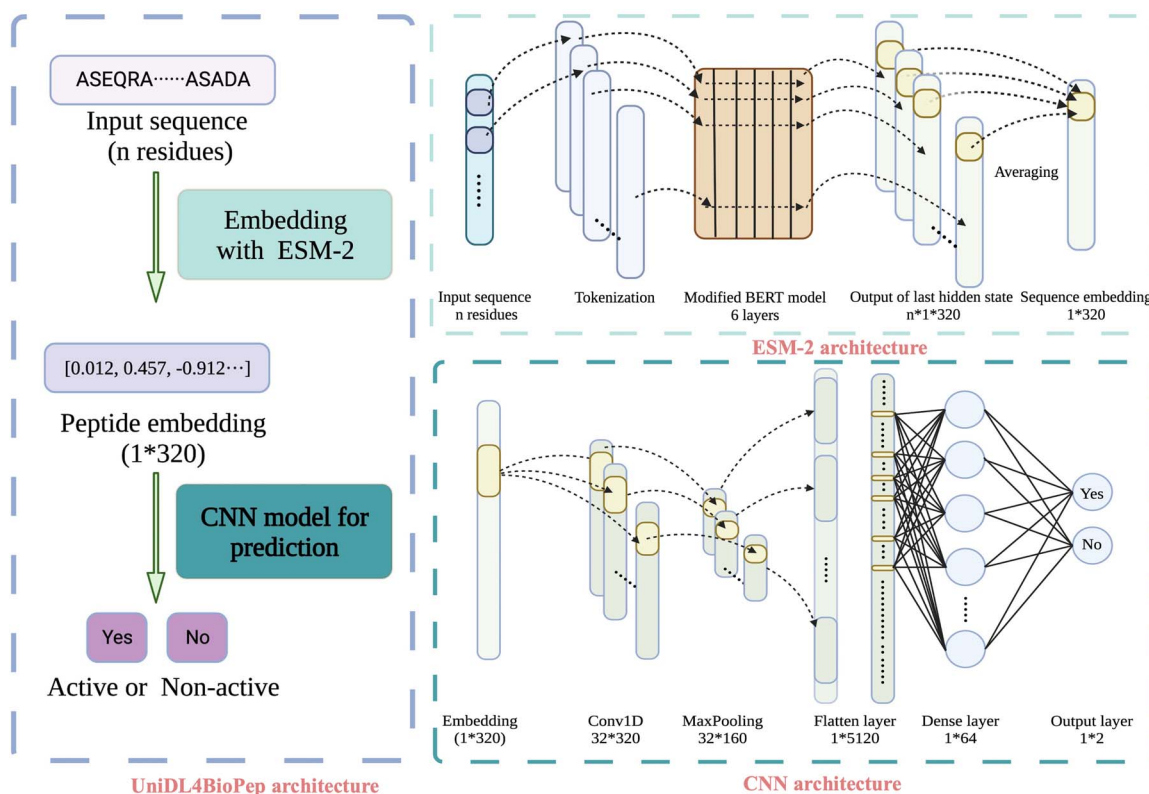 ASEQRA······ASADA
Input sequence
(n residues)
Embedding
with ESM-2
[0.012, 0.457, -0.912···]
Peptide embedding
(1*320)
CNN model for
prediction
Yes
No
Active or Non-active
UniDL4BioPep architecture
Averaging
Input sequence
n residues
Tokenization
Modified BERT model
6 layers
Output of last hidden state
n*1*320
Sequence embedding
1*320
ESM-2 architecture
Yes
No
Embedding
(1*320)
Conv1D
32*320
MaxPooling
32*160
Flatten layer
1*5120
Dense layer
1*64
Output layer
1*2
CNN architecture